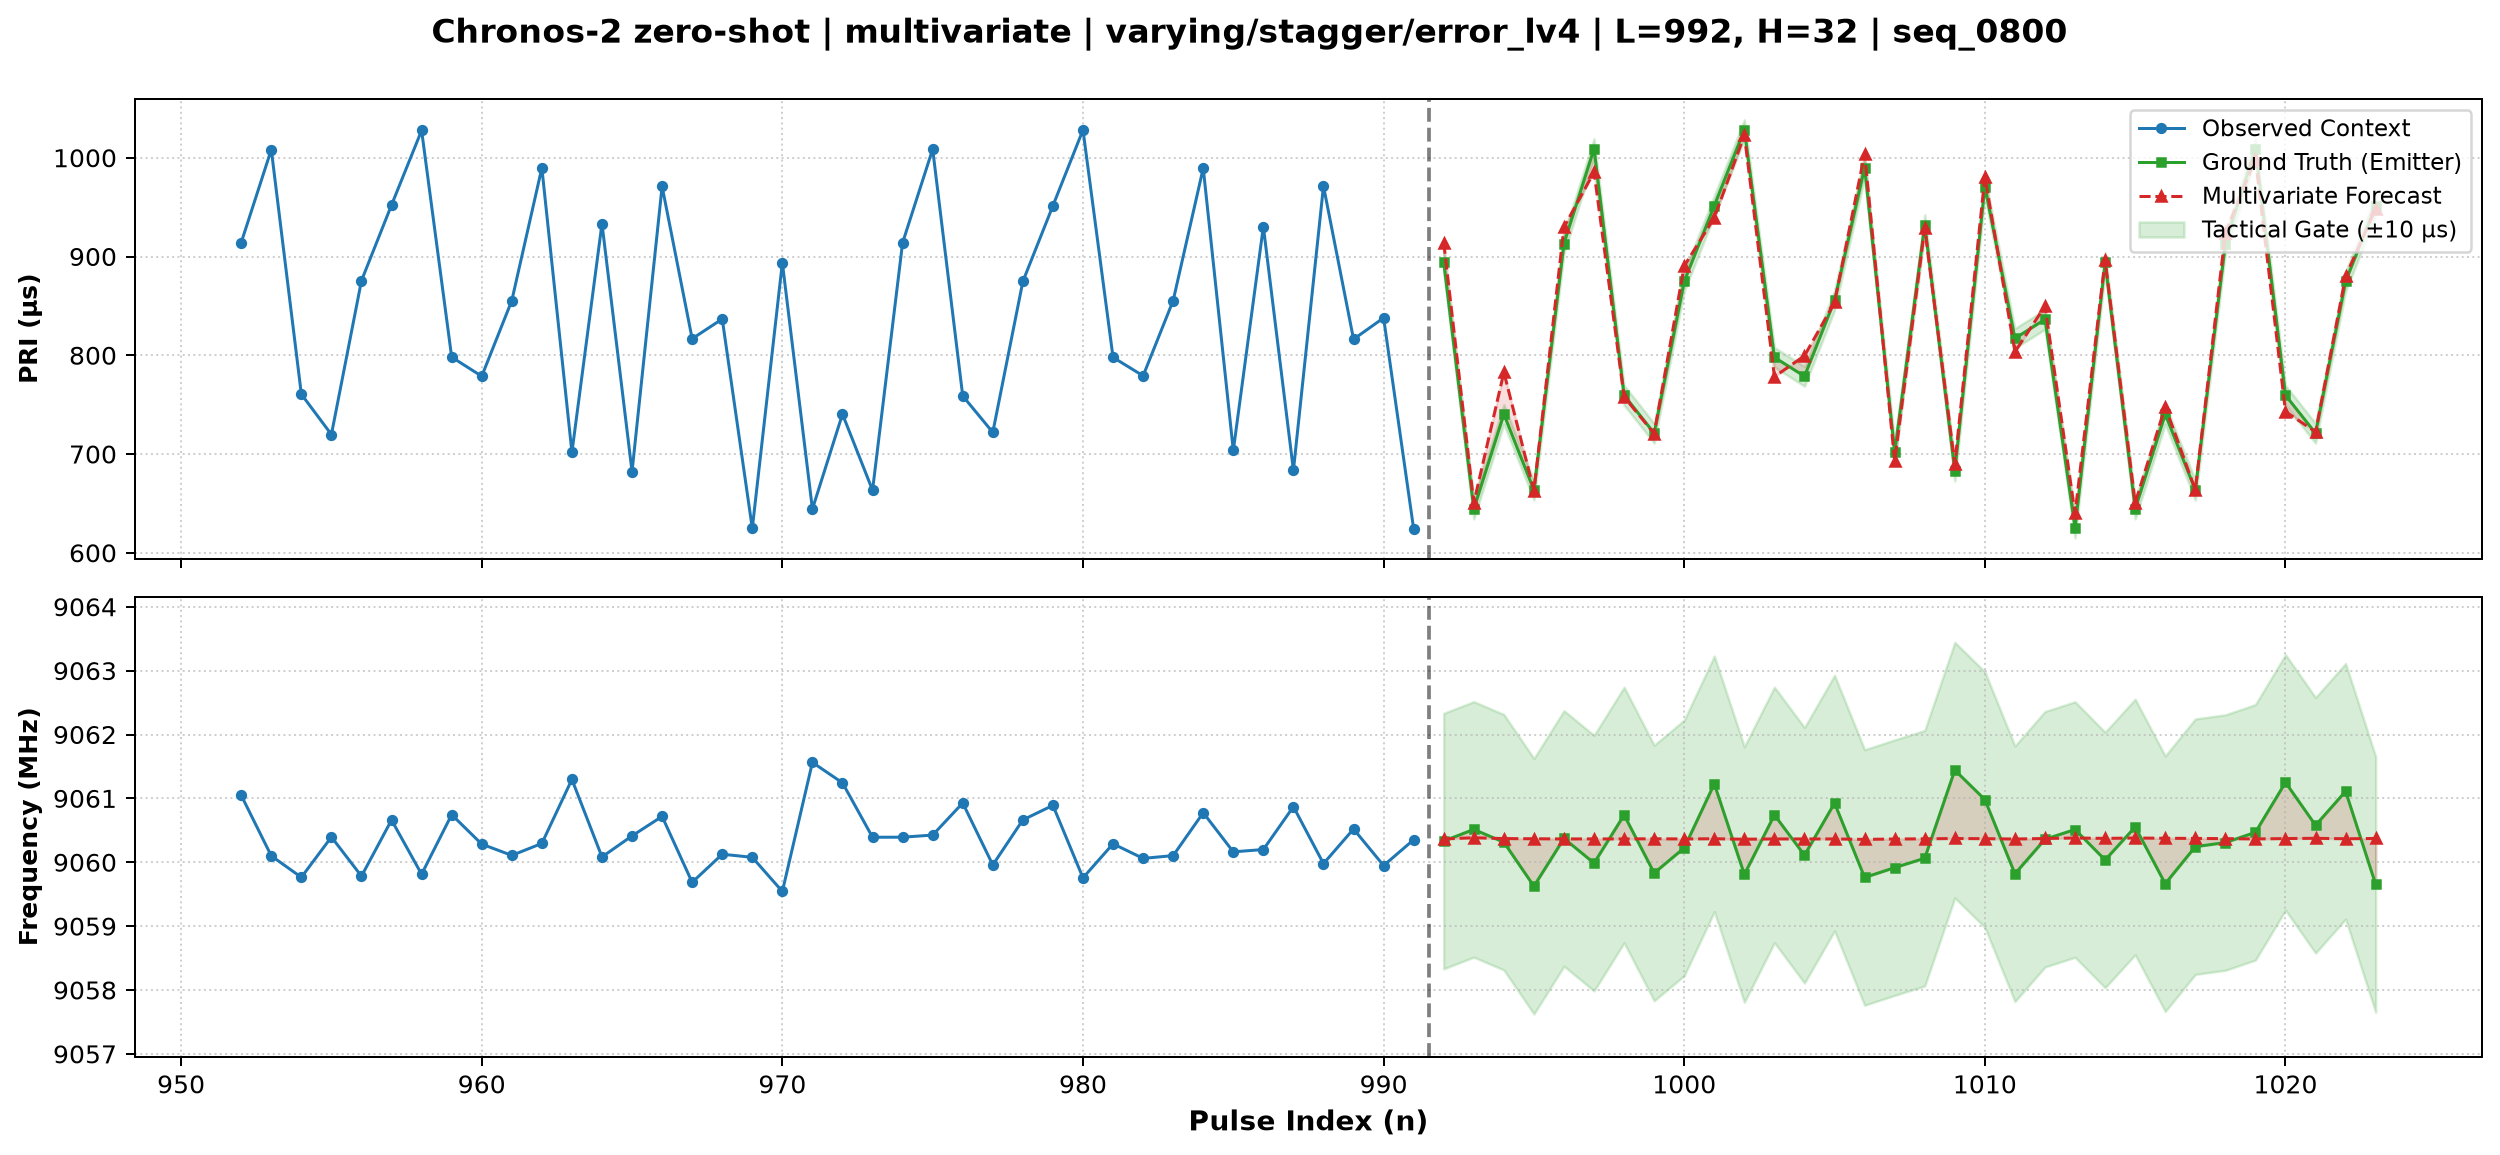 Chronos-2 zero-shot | multivariate | varying/stagger/error_lv4 | L=992, H=32 | seq_0800
PRI (µs)
1000
900
800
700
600
Observed Context
Ground Truth (Emitter)
Multivariate Forecast
Tactical Gate (±10 µs)
Frequency (MHz)
9064
9063
9062
9061
9060
9059
9058
9057
950 960 970 980 990 1000 1010 1020
Pulse Index (n)